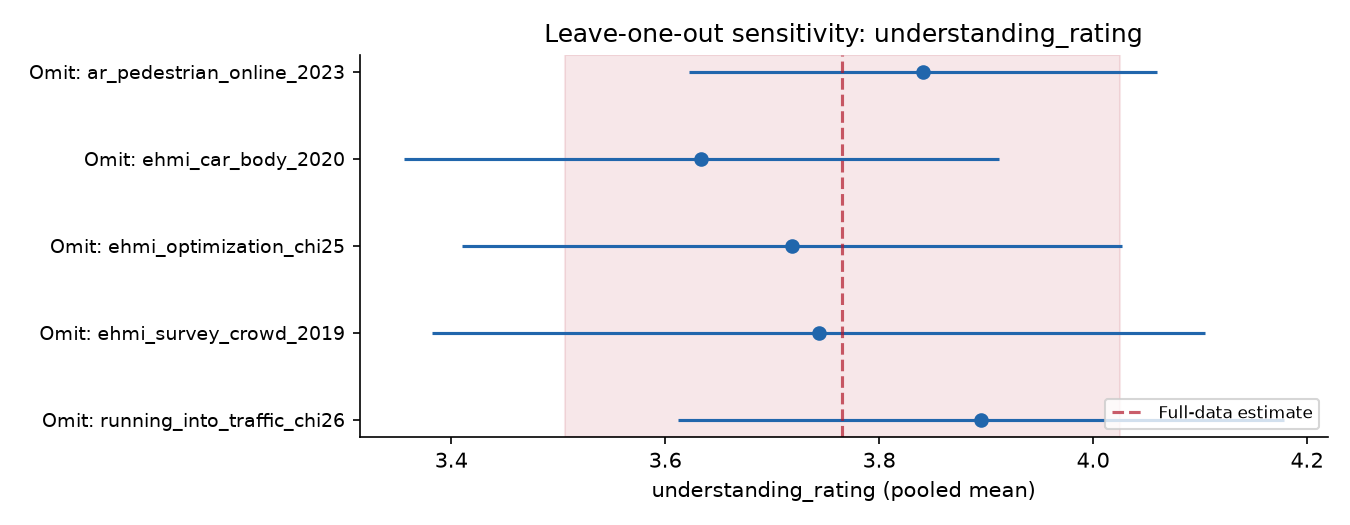 Leave-one-out sensitivity: understanding_rating
Omit: ar_pedestrian_online_2023
Omit: ehmi_car_body_2020
Omit: ehmi_optimization_chi25
Omit: ehmi_survey_crowd_2019
Omit: running_into_traffic_chi26
Full-data estimate
3.4 3.6 3.8 4.0 4.2
understanding_rating (pooled mean)